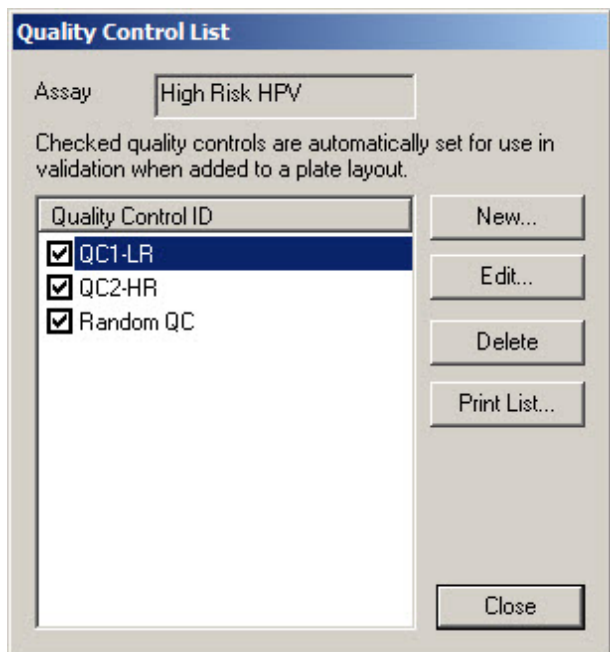 Quality Control List
Assay High Risk HPV
Checked quality controls are automatically set for use in
validation when added to a plate layout.
Quality Control ID
QC1-LR
QC2-HR
Random QC
New...
Edit...
Delete
Print List...
Close